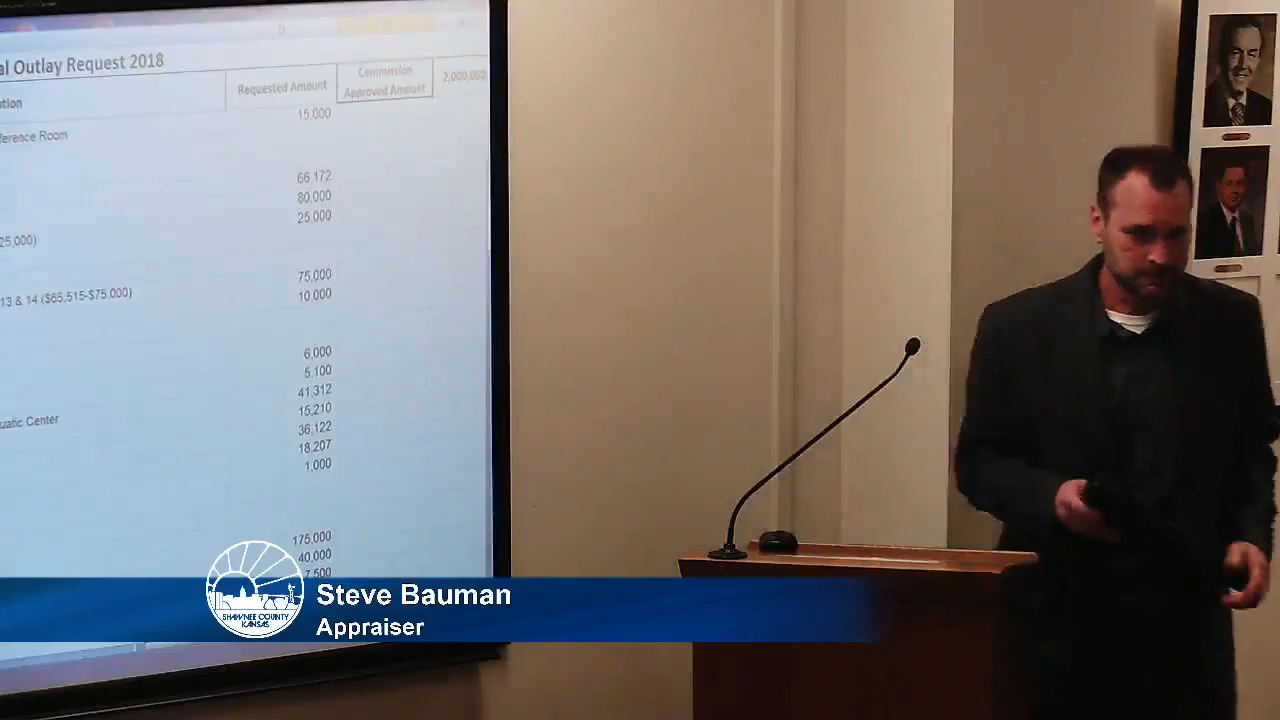 D
al Outlay Request 2018
Requested Amount
Commission
Approved Amount
2,000,000
tion
15,000
ference Room
66,172
80,000
25,000
25,000)
75,000
13 & 14 ($65,515-$75,000)
10,000
6,000
5,100
41,312
15,210
uatic Center
36,122
18,207
1,000
175,000
40,000
7,500
SHAWNEE COUNTY
KANSAS
Steve Bauman
Appraiser